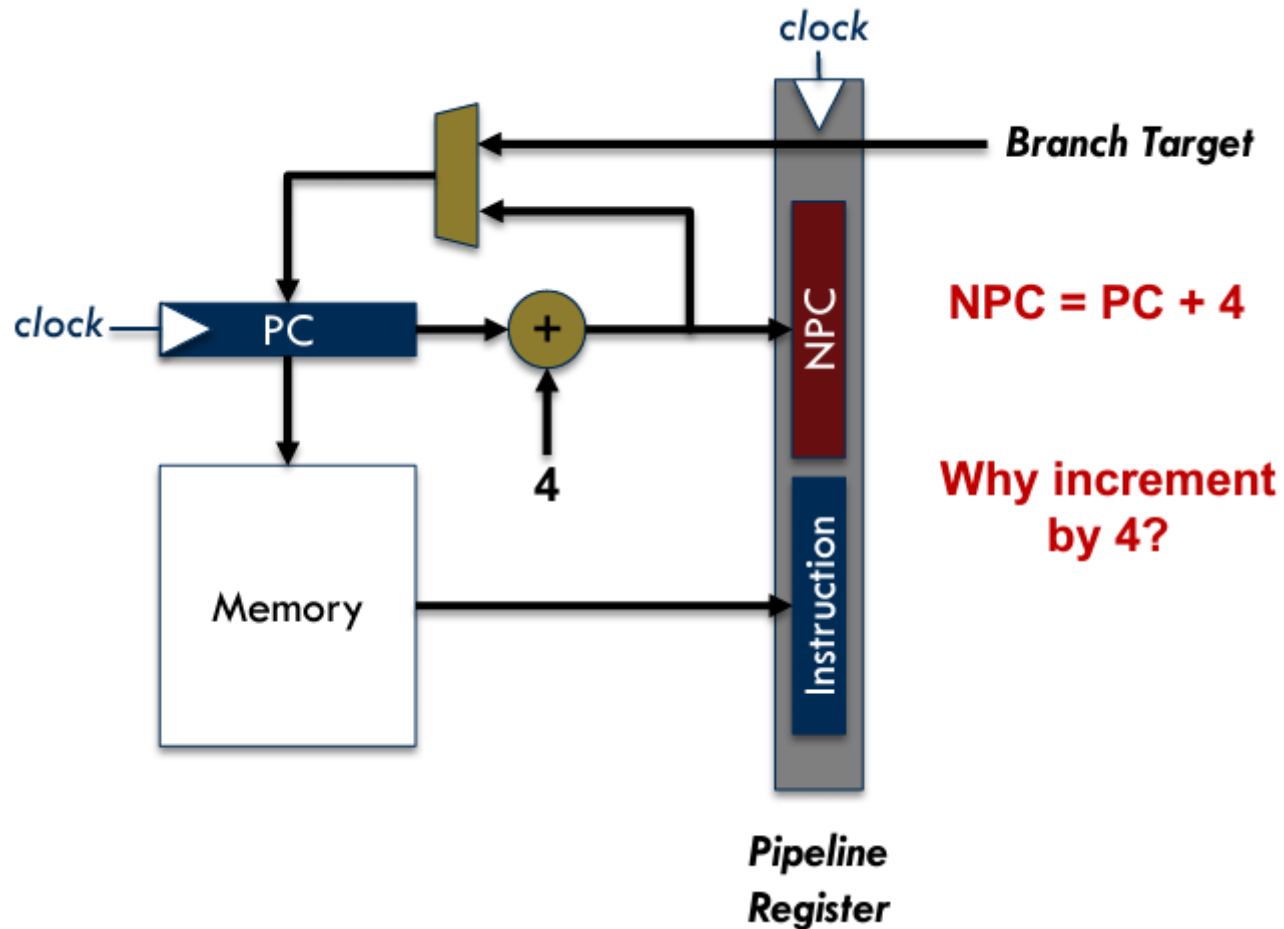 clock
Branch Target
clock
PC
+
NPC
NPC = PC + 4
4
Why increment
by 4?
Memory
Instruction
Pipeline
Register